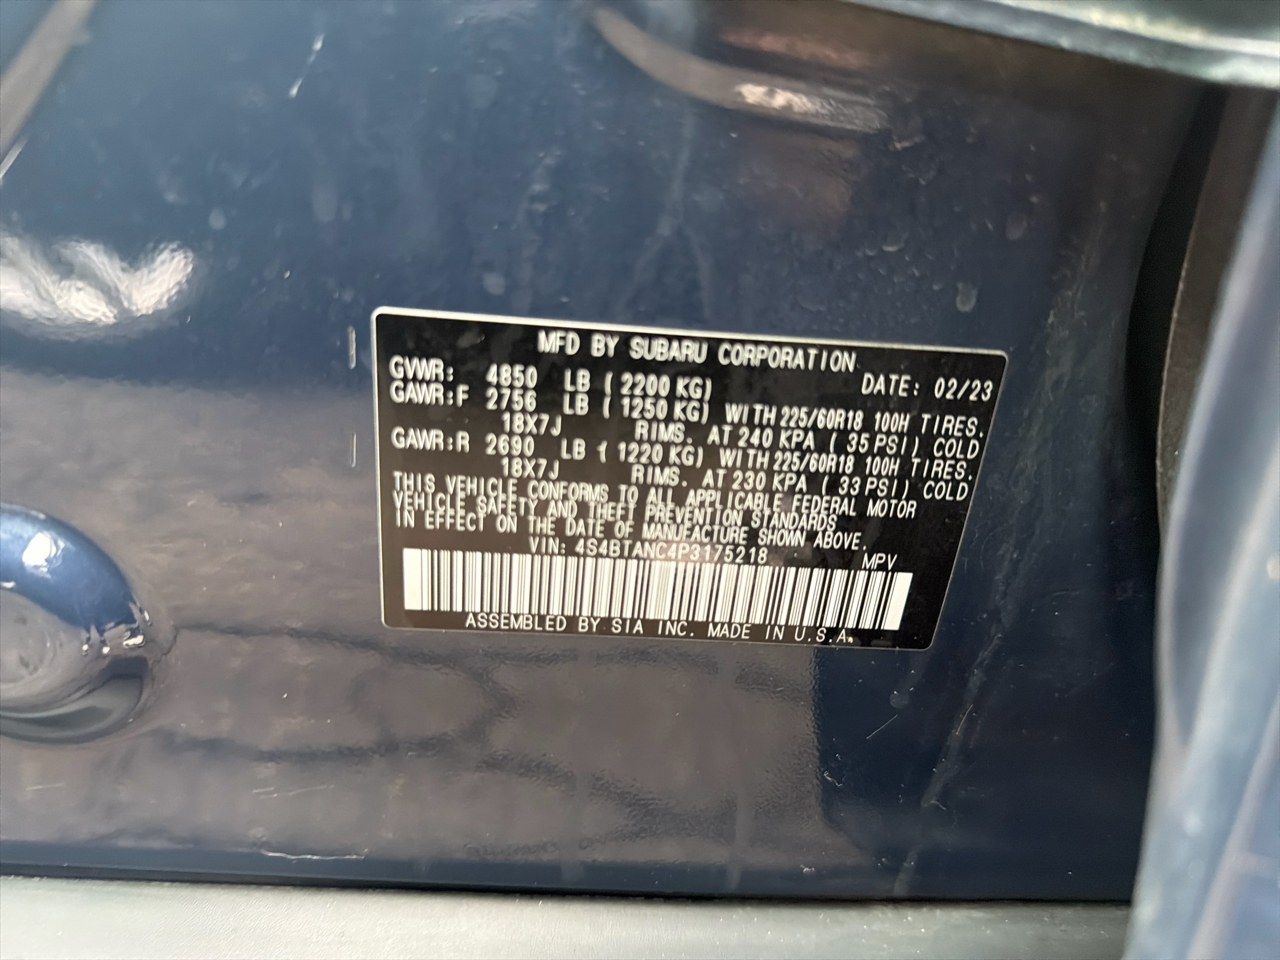 MFD BY SUBARU CORPORATION
GVWR: 4850 LB ( 2200 KG) DATE: 02/23
GAWR:F 2756 LB ( 1250 KG) WITH 225/60R18 100H TIRES.
18X7J RIMS. AT 240 KPA ( 35 PSI) COLD
GAWR:R 2690 LB ( 1220 KG) WITH 225/60R18 100H TIRES.
18X7J RIMS. AT 230 KPA ( 33 PSI) COLD
THIS VEHICLE CONFORMS TO ALL APPLICABLE FEDERAL MOTOR
VEHICLE SAFETY AND THEFT PREVENTION STANDARDS
IN EFFECT ON THE DATE OF MANUFACTURE SHOWN ABOVE.
VIN: 4S4BTANC4P3175218 MPV
ASSEMBLED BY SIA INC. MADE IN U.S.A.